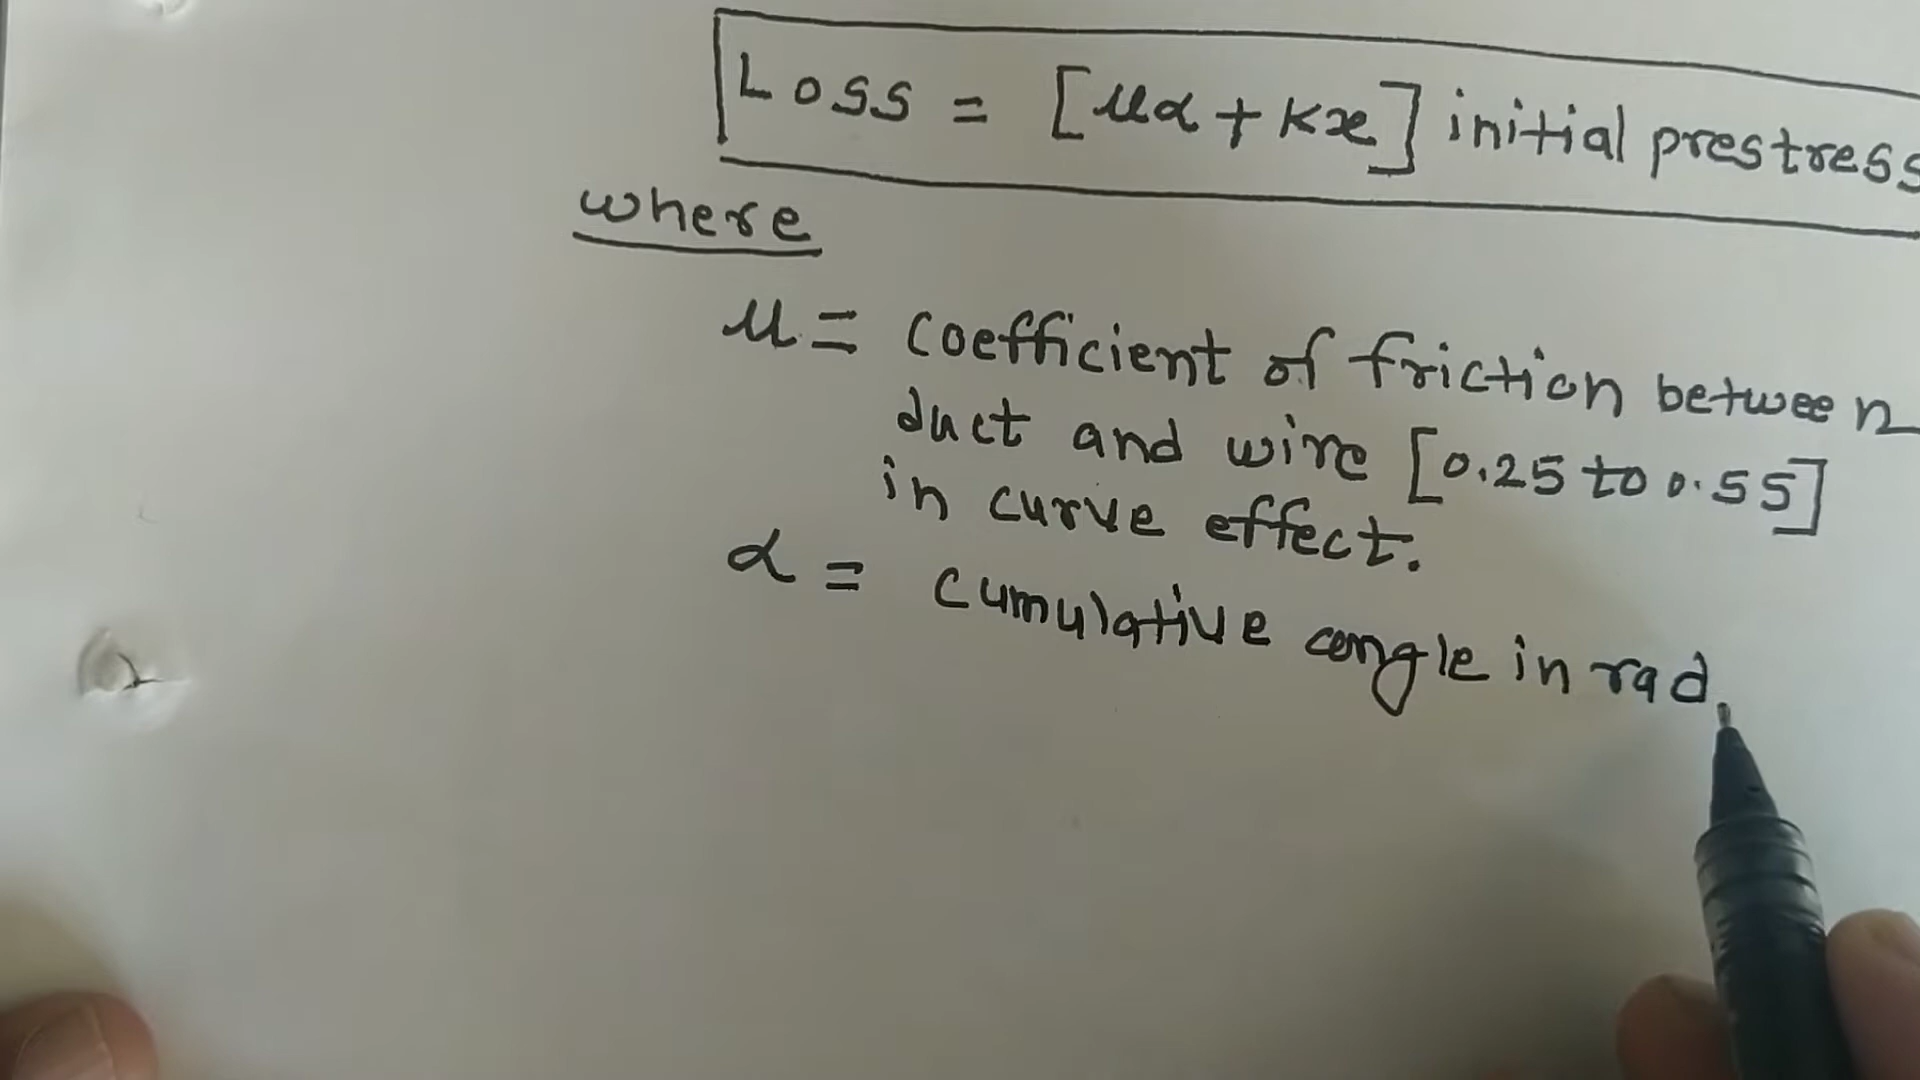 Loss = [μα + Kx] initial prestress
where
μ = coefficient of friction between
duct and wire [0.25 to 0.55]
in curve effect.
α = cumulative angle in rad.